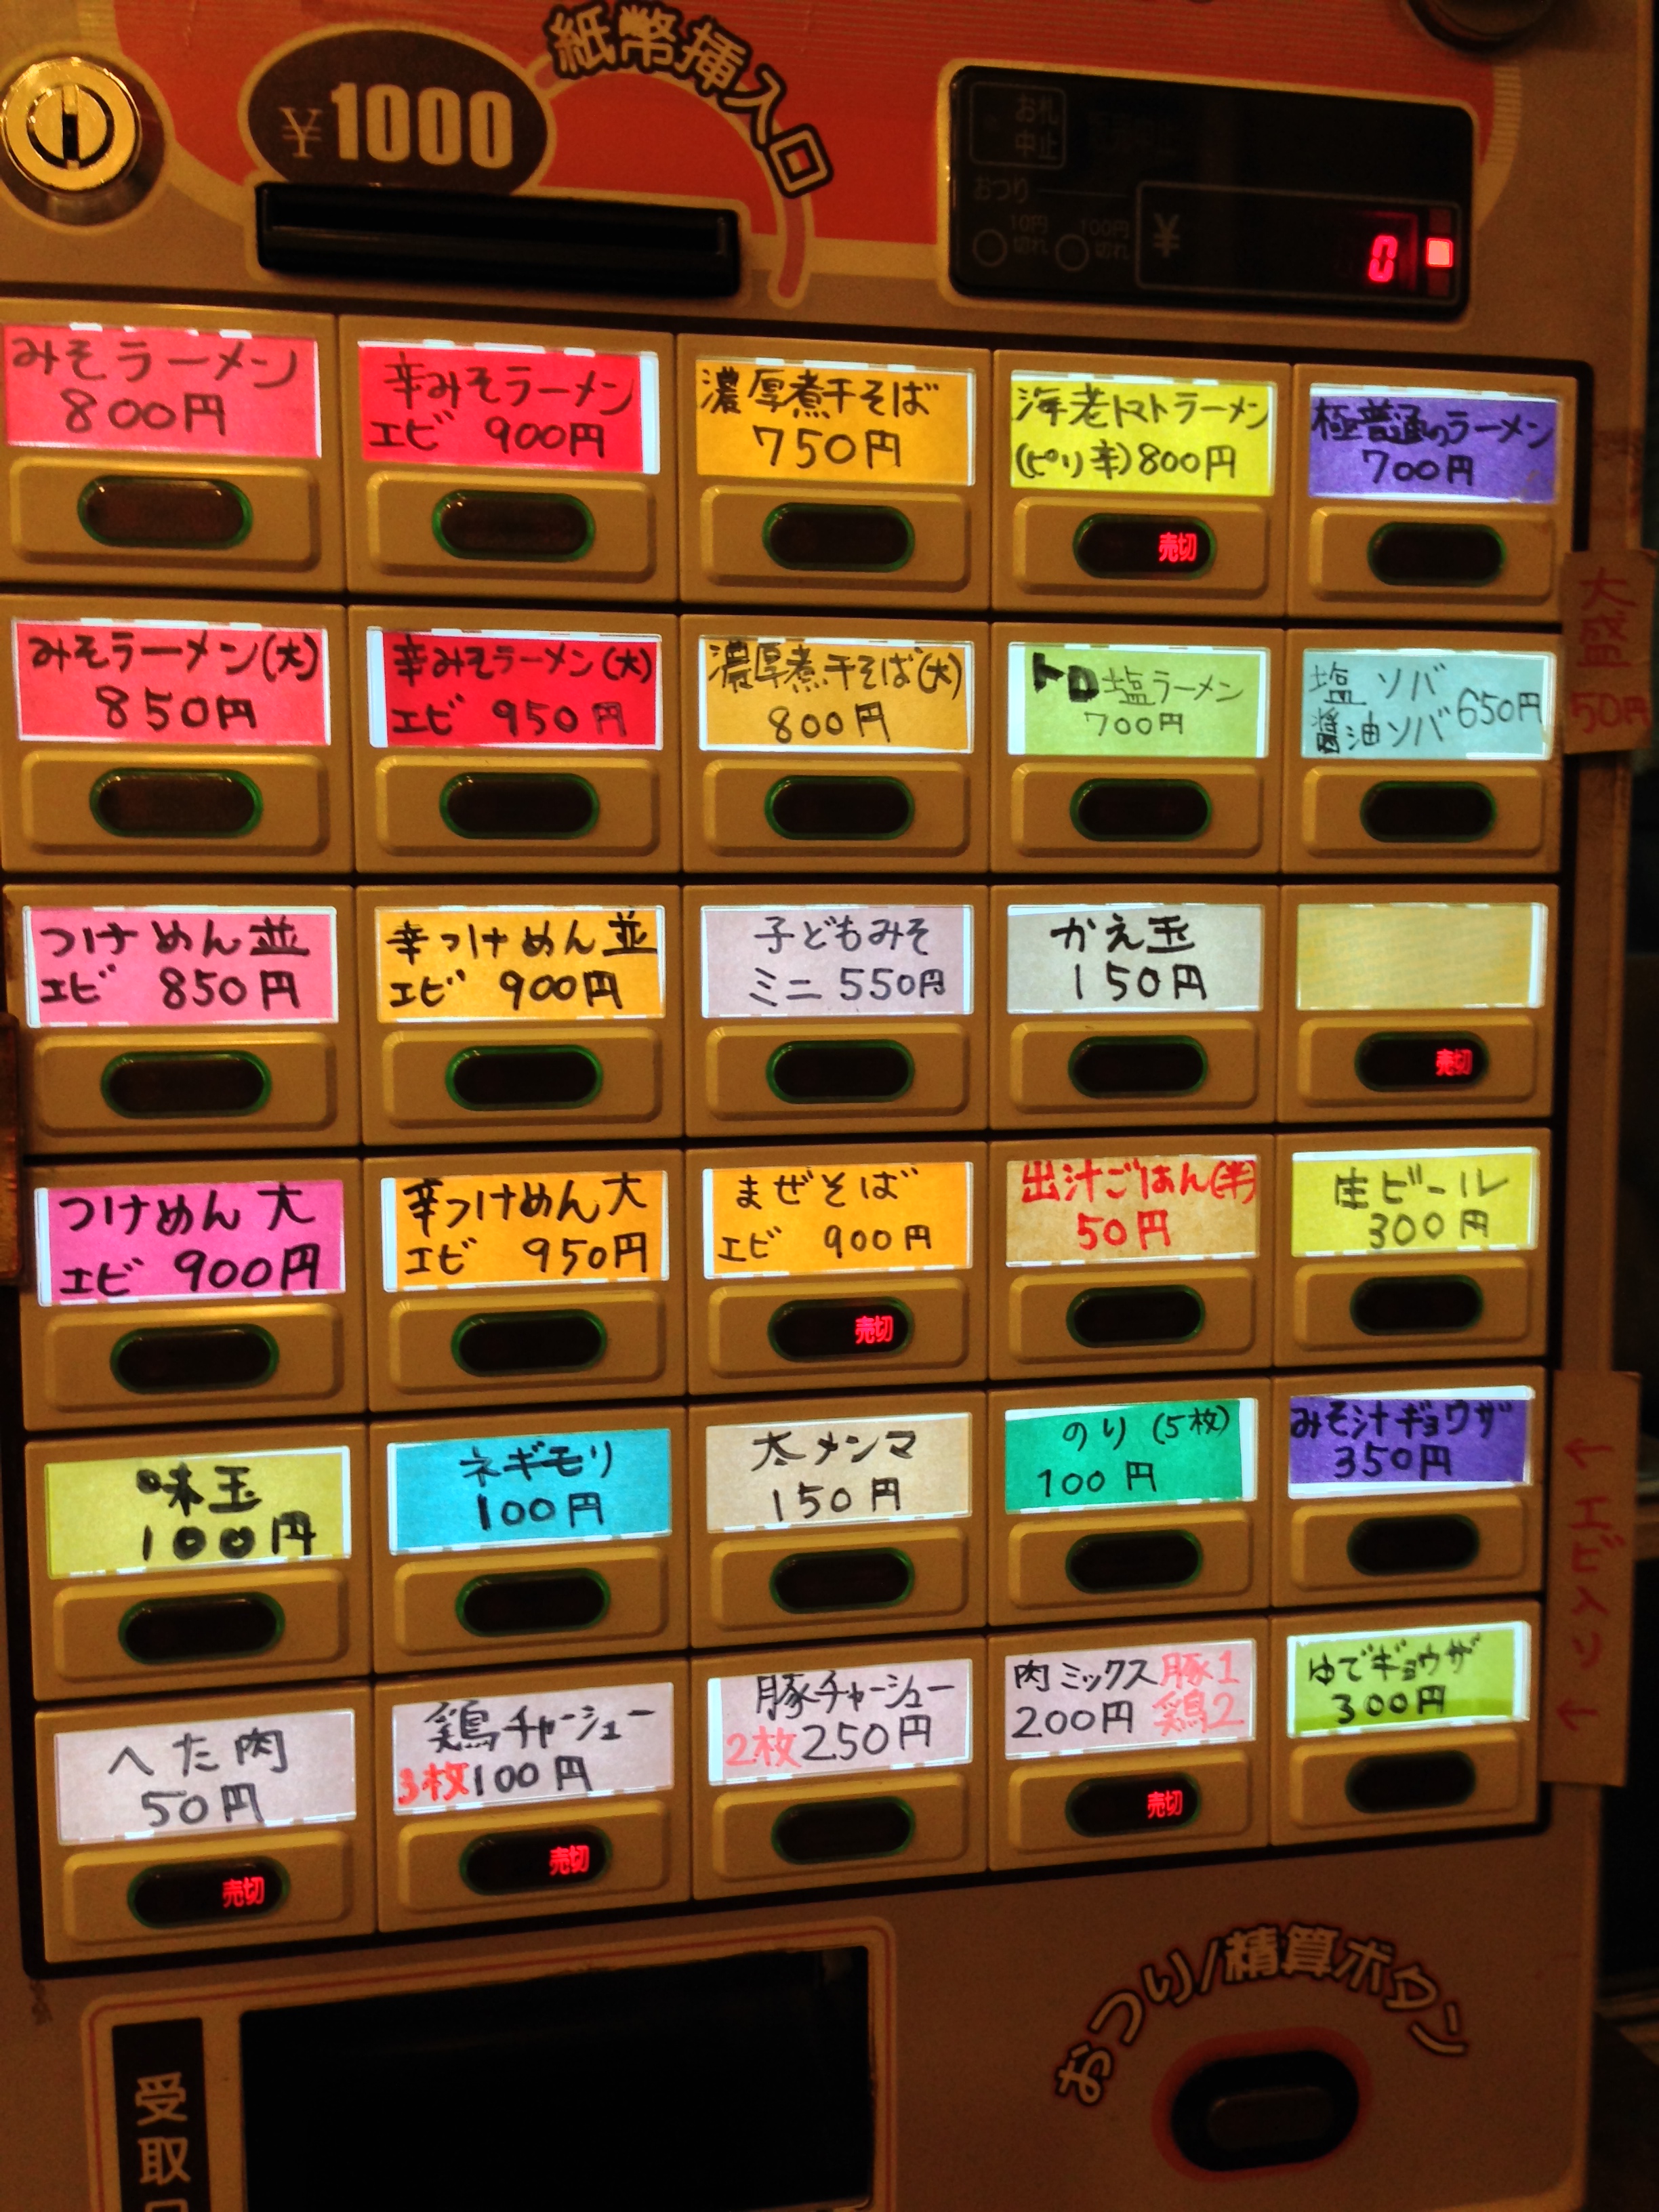 紙幣挿入口
¥1000
お札
中止
おつり
10円
切れ
100円
切れ
¥
0
みそラーメン
800円
辛みそラーメン
エビ 900円
濃厚煮干そば
750円
海老トマトラーメン
(ピリ辛)800円
売切
極普通のラーメン
700円
大盛
50円
みそラーメン(大)
850円
辛みそラーメン(大)
エビ 950円
濃厚煮干そば(大)
800円
トロ塩ラーメン
700円
塩ソバ
醤油ソバ 650円
つけめん並
エビ 850円
辛つけめん並
エビ 900円
子どもみそ
ミニ 550円
かえ玉
150円
売切
つけめん大
エビ 900円
辛つけめん大
エビ 950円
まぜそば
エビ 900円
売切
出汁ごはん(半)
50円
生ビール
300円
味玉
100円
ネギモリ
100円
太メンマ
150円
のり(5枚)
100円
みそ汁ギョウザ
350円
←エビ入り←
へた肉
50円
売切
鶏チャーシュー
3枚100円
売切
豚チャーシュー
2枚250円
肉ミックス豚1
200円 鶏2
売切
ゆでギョウザ
300円
おつり/精算ボタン
受取